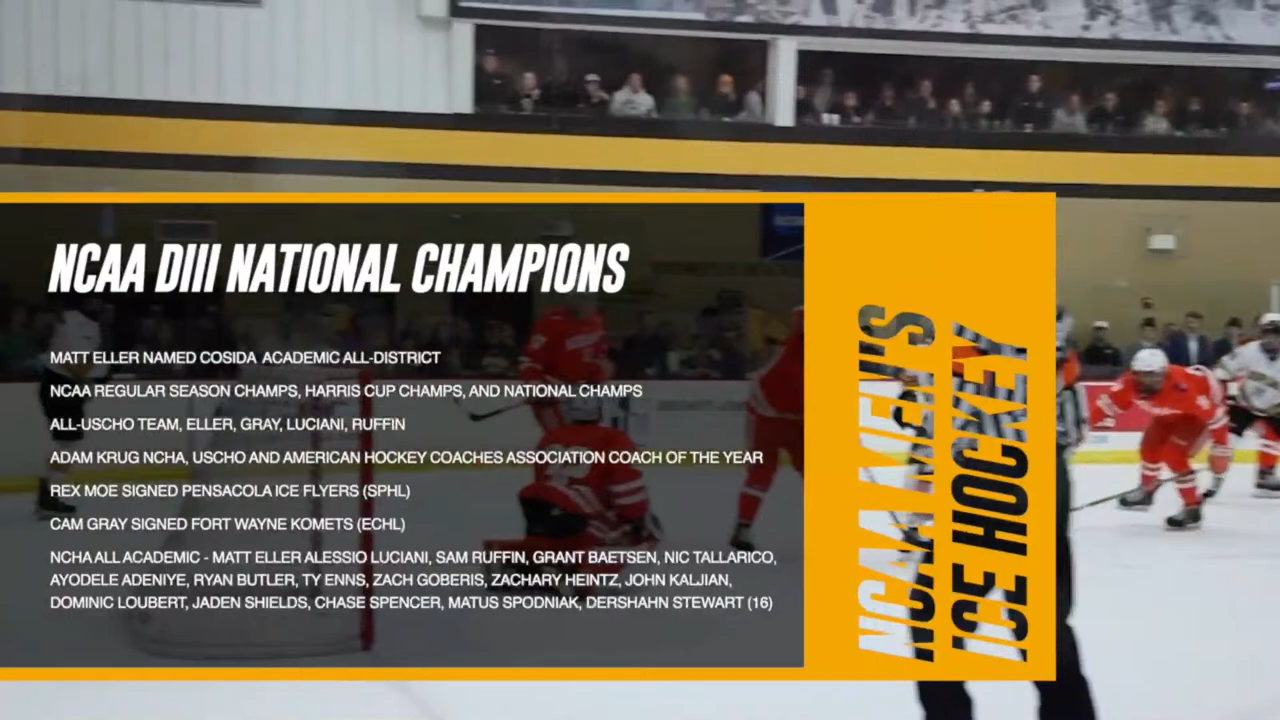 NCAA DIII NATIONAL CHAMPIONS
MATT ELLER NAMED COSIDA ACADEMIC ALL-DISTRICT
NCAA REGULAR SEASON CHAMPS, HARRIS CUP CHAMPS, AND NATIONAL CHAMPS
ALL-USCHO TEAM, ELLER, GRAY, LUCIANI, RUFFIN
ADAM KRUG NCHA, USCHO AND AMERICAN HOCKEY COACHES ASSOCIATION COACH OF THE YEAR
REX MOE SIGNED PENSACOLA ICE FLYERS (SPHL)
CAM GRAY SIGNED FORT WAYNE KOMETS (ECHL)
NCHA ALL ACADEMIC - MATT ELLER ALESSIO LUCIANI, SAM RUFFIN, GRANT BAETSEN, NIC TALLARICO,
AYODELE ADENIYE, RYAN BUTLER, TY ENNS, ZACH GOBERIS, ZACHARY HEINTZ, JOHN KALJIAN,
DOMINIC LOUBERT, JADEN SHIELDS, CHASE SPENCER, MATUS SPODNIAK, DERSHAHN STEWART (16)
NCAA MEN'S
ICE HOCKEY